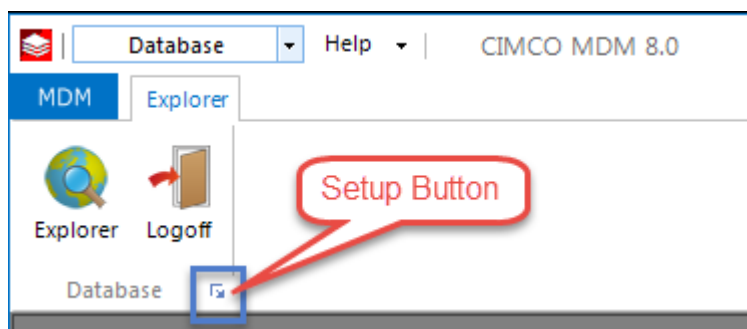 Database Help CIMCO MDM 8.0
MDM Explorer
Setup Button
Explorer Logoff
Database